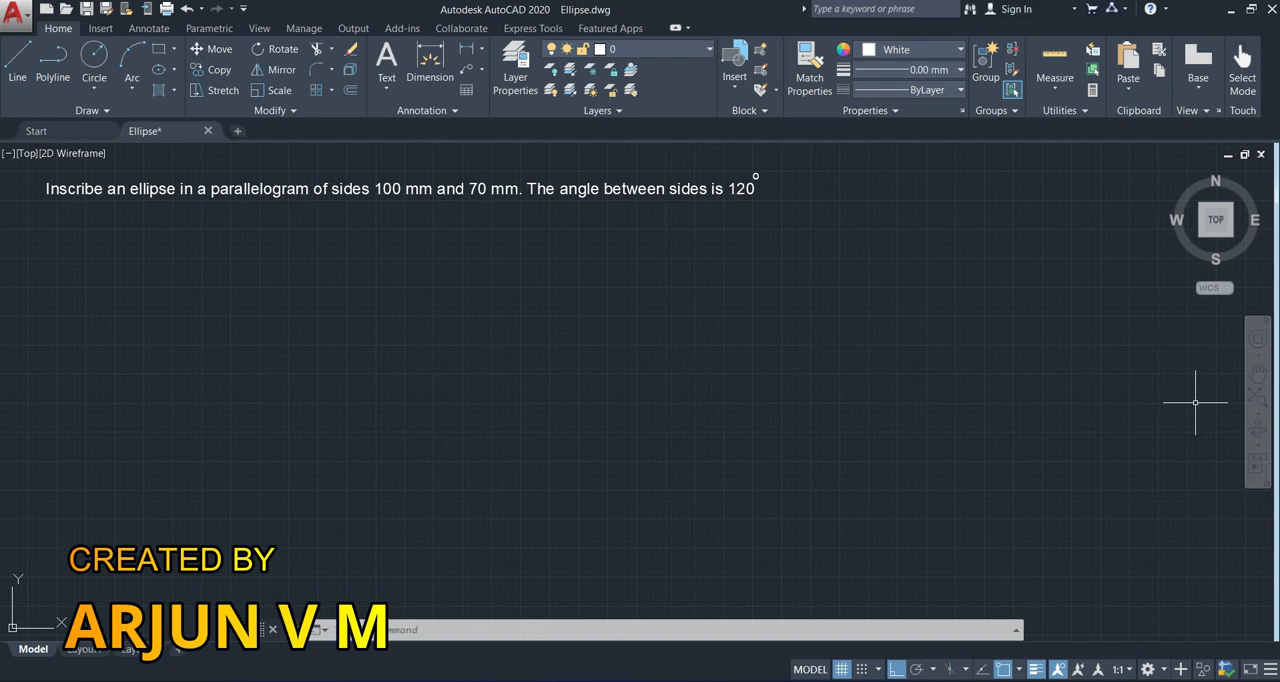 Autodesk AutoCAD 2020 Ellipse.dwg
Type a keyword or phrase
Sign In
Home Insert Annotate Parametric View Manage Output Add-ins Collaborate Express Tools Featured Apps
Line Polyline Circle Arc
Move Rotate
Copy Mirror
Stretch Scale
Text Dimension
Layer Properties
0
Insert
Match Properties
White
0.00 mm
ByLayer
Group
Measure
Paste
Base
Select Mode
Draw Modify Annotation Layers Block Properties Groups Utilities Clipboard View Touch
Start Ellipse*
[−][Top][2D Wireframe]
Inscribe an ellipse in a parallelogram of sides 100 mm and 70 mm. The angle between sides is 120°
N
W TOP E
S
WCS
CREATED BY
Y
X
ARJUN V M
Model
MODEL 1:1